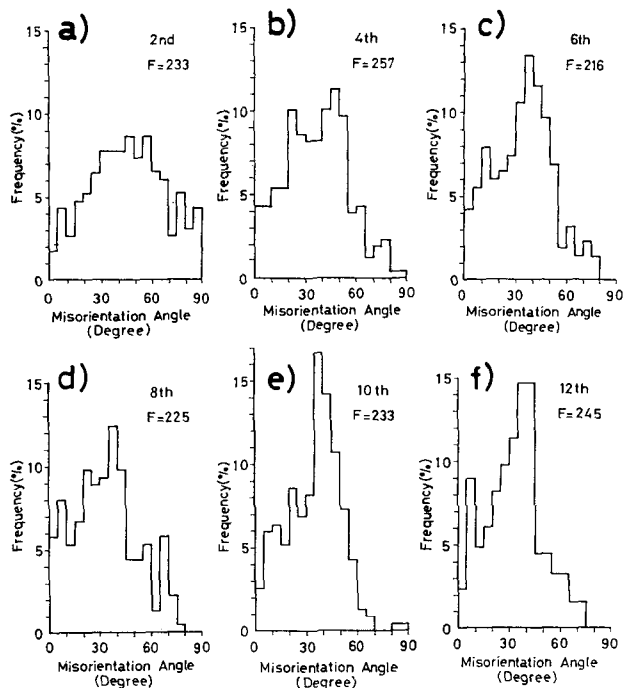 a)
2nd
F=233
15
10
5
0
Frequency(%)
0 30 60 90
Misorientation Angle
(Degree)
b)
4th
F=257
15
10
5
0
Frequency(%)
0 30 60 90
Misorientation Angle
(Degree)
c)
6th
F=216
15
10
5
0
Frequency(%)
0 30 60 90
Misorientation Angle
(Degree)
d)
8th
F=225
15
10
5
0
Frequency(%)
0 30 60 90
Misorientation Angle
(Degree)
e)
10th
F=233
15
10
5
0
Frequency(%)
0 30 60 90
Misorientation Angle
(Degree)
f)
12th
F=245
15
10
5
0
Frequency(%)
0 30 60 90
Misorientation Angle
(Degree)